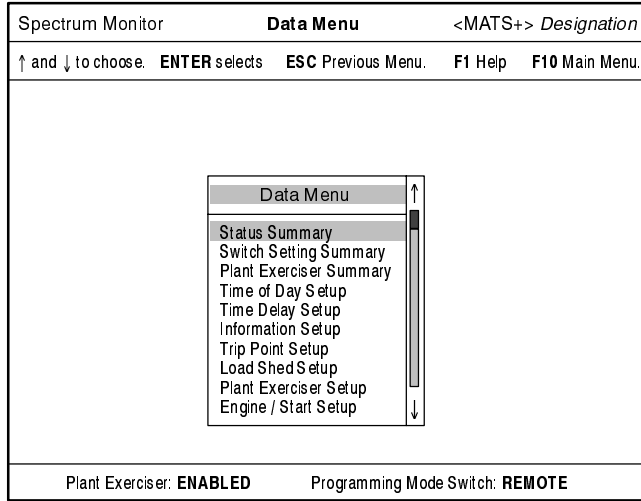 Spectrum Monitor Data Menu <MATS+> Designation
↑ and ↓ to choose. ENTER selects ESC Previous Menu. F1 Help F10 Main Menu.
Data Menu
Status Summary
Switch Setting Summary
Plant Exerciser Summary
Time of Day Setup
Time Delay Setup
Information Setup
Trip Point Setup
Load Shed Setup
Plant Exerciser Setup
Engine / Start Setup
Plant Exerciser: ENABLED Programming Mode Switch: REMOTE